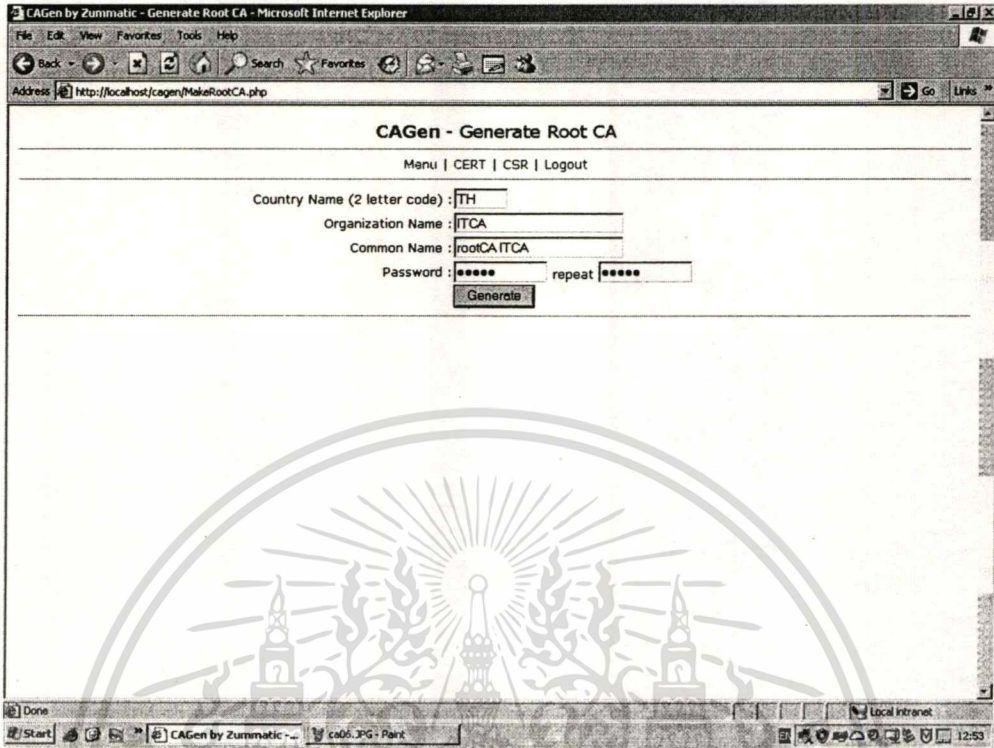 CAGen by Zummatic - Generate Root CA - Microsoft Internet Explorer
File Edit View Favorites Tools Help
Back Search Favorites
Address http://localhost/cagen/MakeRootCA.php Go Links »
CAGen - Generate Root CA
Menu | CERT | CSR | Logout
Country Name (2 letter code) : TH
Organization Name : ITCA
Common Name : rootCA ITCA
Password : ●●●●● repeat ●●●●●
Generate
Done Local intranet
Start » CAGen by Zummatic -... ca06.JPG - Paint 12:53